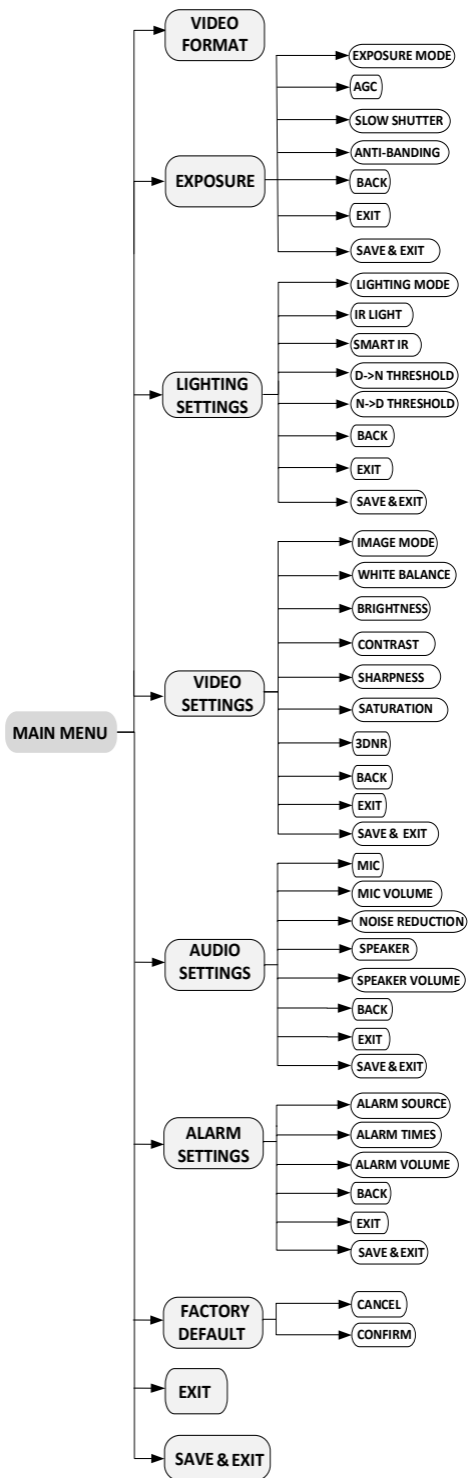 MAIN MENU
VIDEO
FORMAT
EXPOSURE
EXPOSURE MODE
AGC
SLOW SHUTTER
ANTI-BANDING
BACK
EXIT
SAVE & EXIT
LIGHTING
SETTINGS
LIGHTING MODE
IR LIGHT
SMART IR
D->N THRESHOLD
N->D THRESHOLD
BACK
EXIT
SAVE & EXIT
VIDEO
SETTINGS
IMAGE MODE
WHITE BALANCE
BRIGHTNESS
CONTRAST
SHARPNESS
SATURATION
3DNR
BACK
EXIT
SAVE & EXIT
AUDIO
SETTINGS
MIC
MIC VOLUME
NOISE REDUCTION
SPEAKER
SPEAKER VOLUME
BACK
EXIT
SAVE & EXIT
ALARM
SETTINGS
ALARM SOURCE
ALARM TIMES
ALARM VOLUME
BACK
EXIT
SAVE & EXIT
FACTORY
DEFAULT
CANCEL
CONFIRM
EXIT
SAVE & EXIT